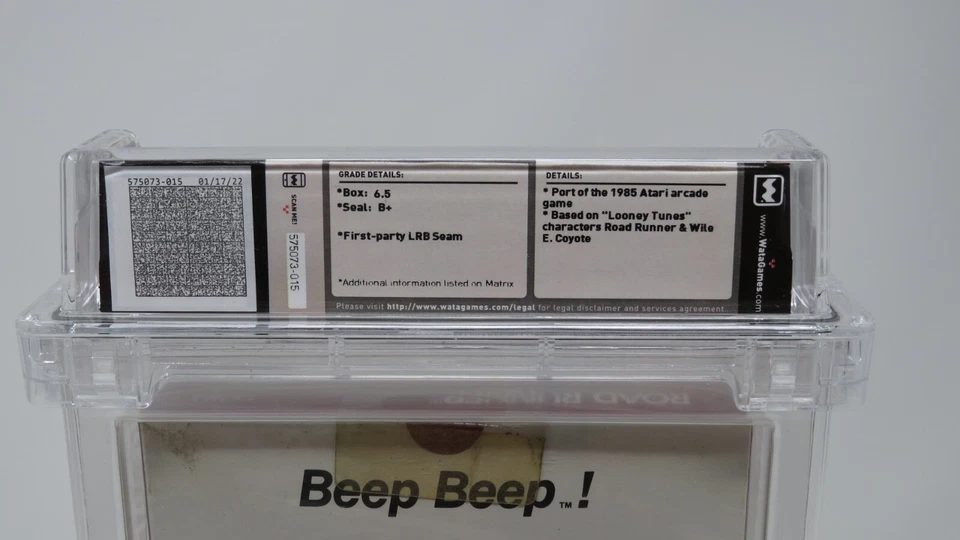 575073-015 01/17/22
SCAN ME!
575073-015
GRADE DETAILS:
*Box: 6.5
*Seal: B+
*First-party LRB Seam
*Additional information listed on Matrix
DETAILS:
* Port of the 1985 Atari arcade
game
* Based on "Looney Tunes"
characters Road Runner & Wile
E. Coyote
Please visit http://www.watagames.com/legal for legal disclaimer and services agreement.
W
www.WataGames.com
ROAD RUNNER
Beep Beep™!